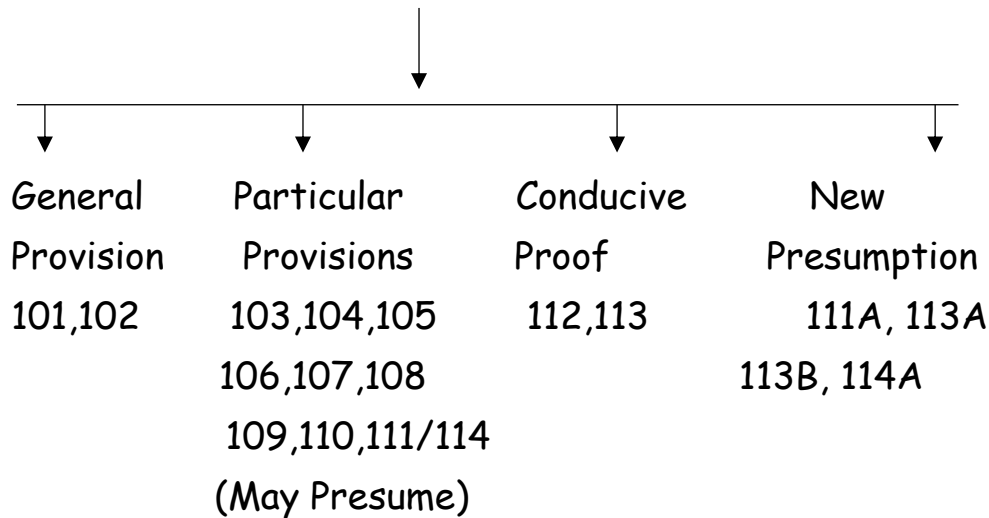 General
Provision
101,102
Particular
Provisions
103,104,105
106,107,108
109,110,111/114
(May Presume)
Conducive
Proof
112,113
New
Presumption
111A, 113A
113B, 114A